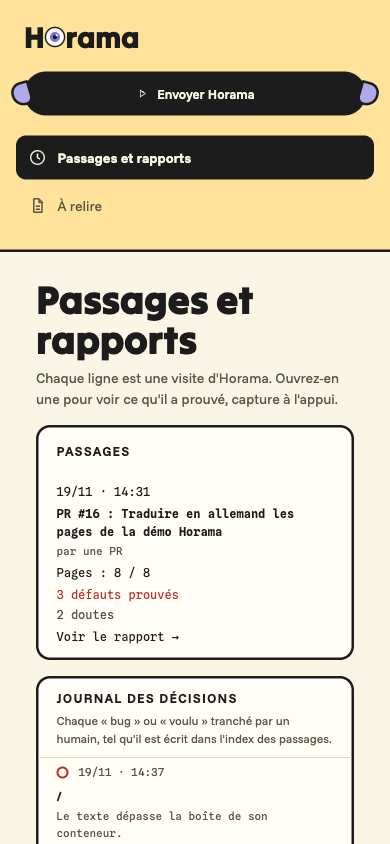 Horama
Envoyer Horama
Passages et rapports
À relire
Passages et
rapports
Chaque ligne est une visite d'Horama. Ouvrez-en
une pour voir ce qu'il a prouvé, capture à l'appui.
PASSAGES
19/11 · 14:31
PR #16 : Traduire en allemand les
pages de la démo Horama
par une PR
Pages : 8 / 8
3 défauts prouvés
2 doutes
Voir le rapport →
JOURNAL DES DÉCISIONS
Chaque « bug » ou « voulu » tranché par un
humain, tel qu'il est écrit dans l'index des passages.
19/11 · 14:37
/
Le texte dépasse la boîte de son
conteneur.